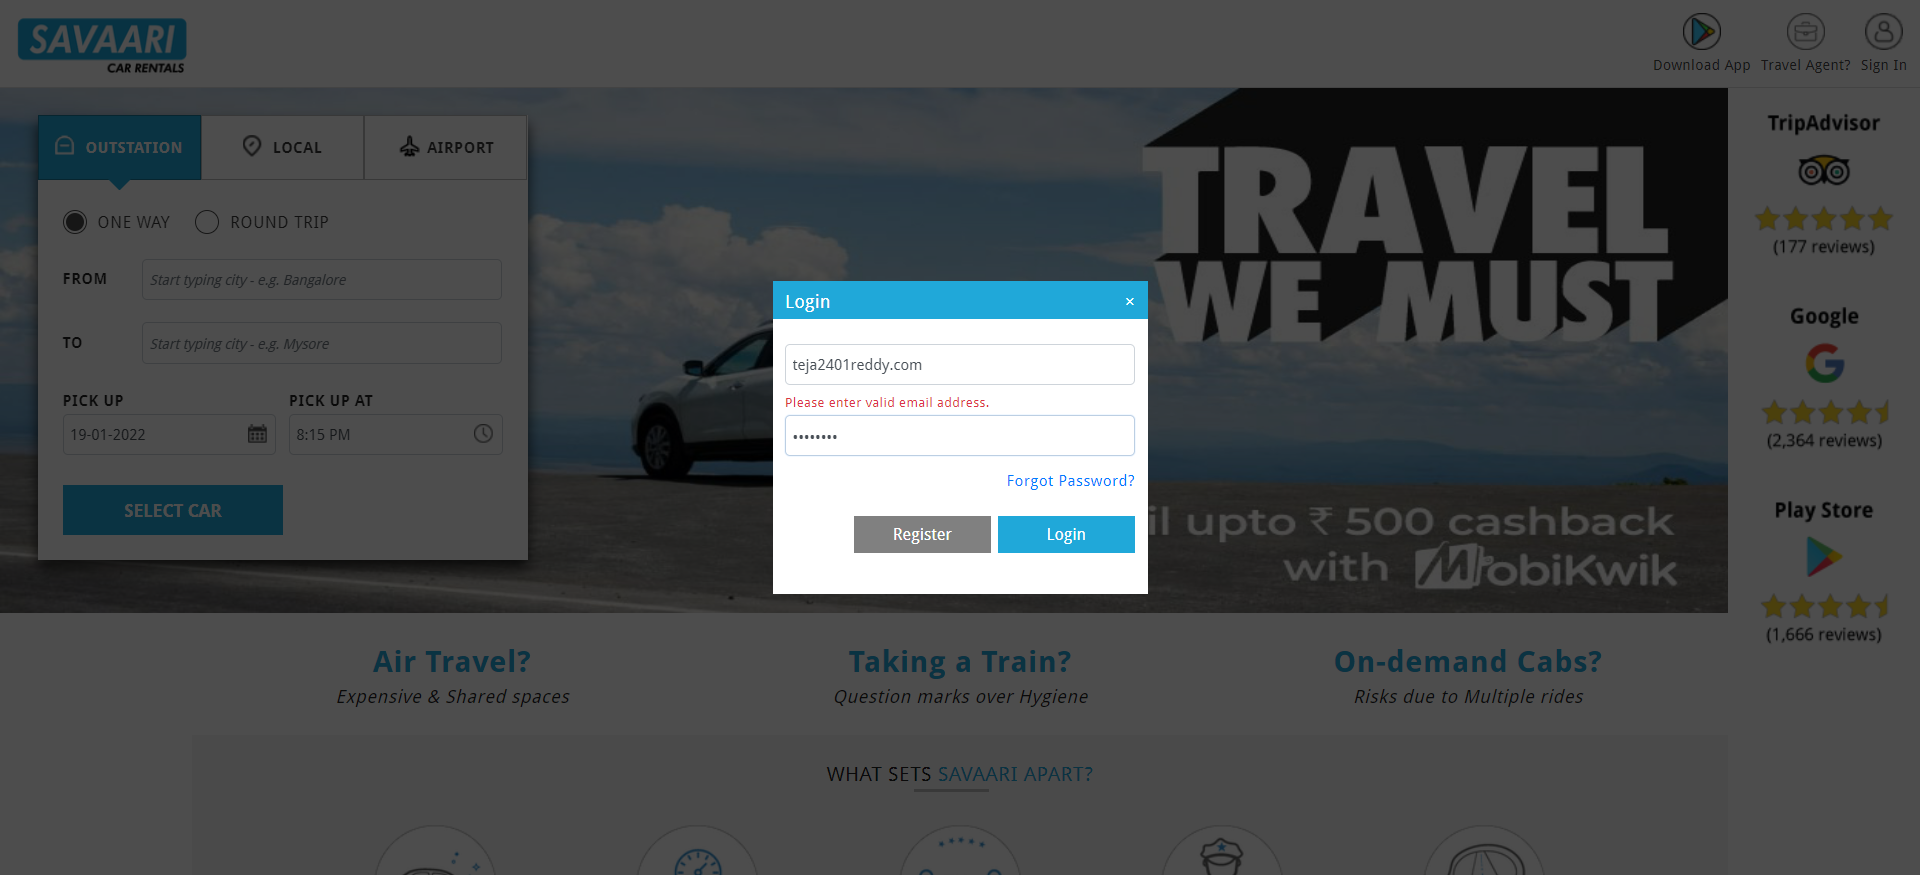 SAVAARI
CAR RENTALS
Download App
Travel Agent?
Sign In
OUTSTATION
LOCAL
AIRPORT
ONE WAY
ROUND TRIP
FROM
Start typing city - e.g. Bangalore
TO
Start typing city - e.g. Mysore
PICK UP
PICK UP AT
19-01-2022
8:15 PM
SELECT CAR
TRAVEL
WE MUST
il upto ₹ 500 cashback
with MobiKwik
Login
×
teja2401reddy.com
Please enter valid email address.
••••••••
Forgot Password?
Register
Login
TripAdvisor
(177 reviews)
Google
(2,364 reviews)
Play Store
(1,666 reviews)
Air Travel?
Expensive & Shared spaces
Taking a Train?
Question marks over Hygiene
On-demand Cabs?
Risks due to Multiple rides
WHAT SETS SAVAARI APART?